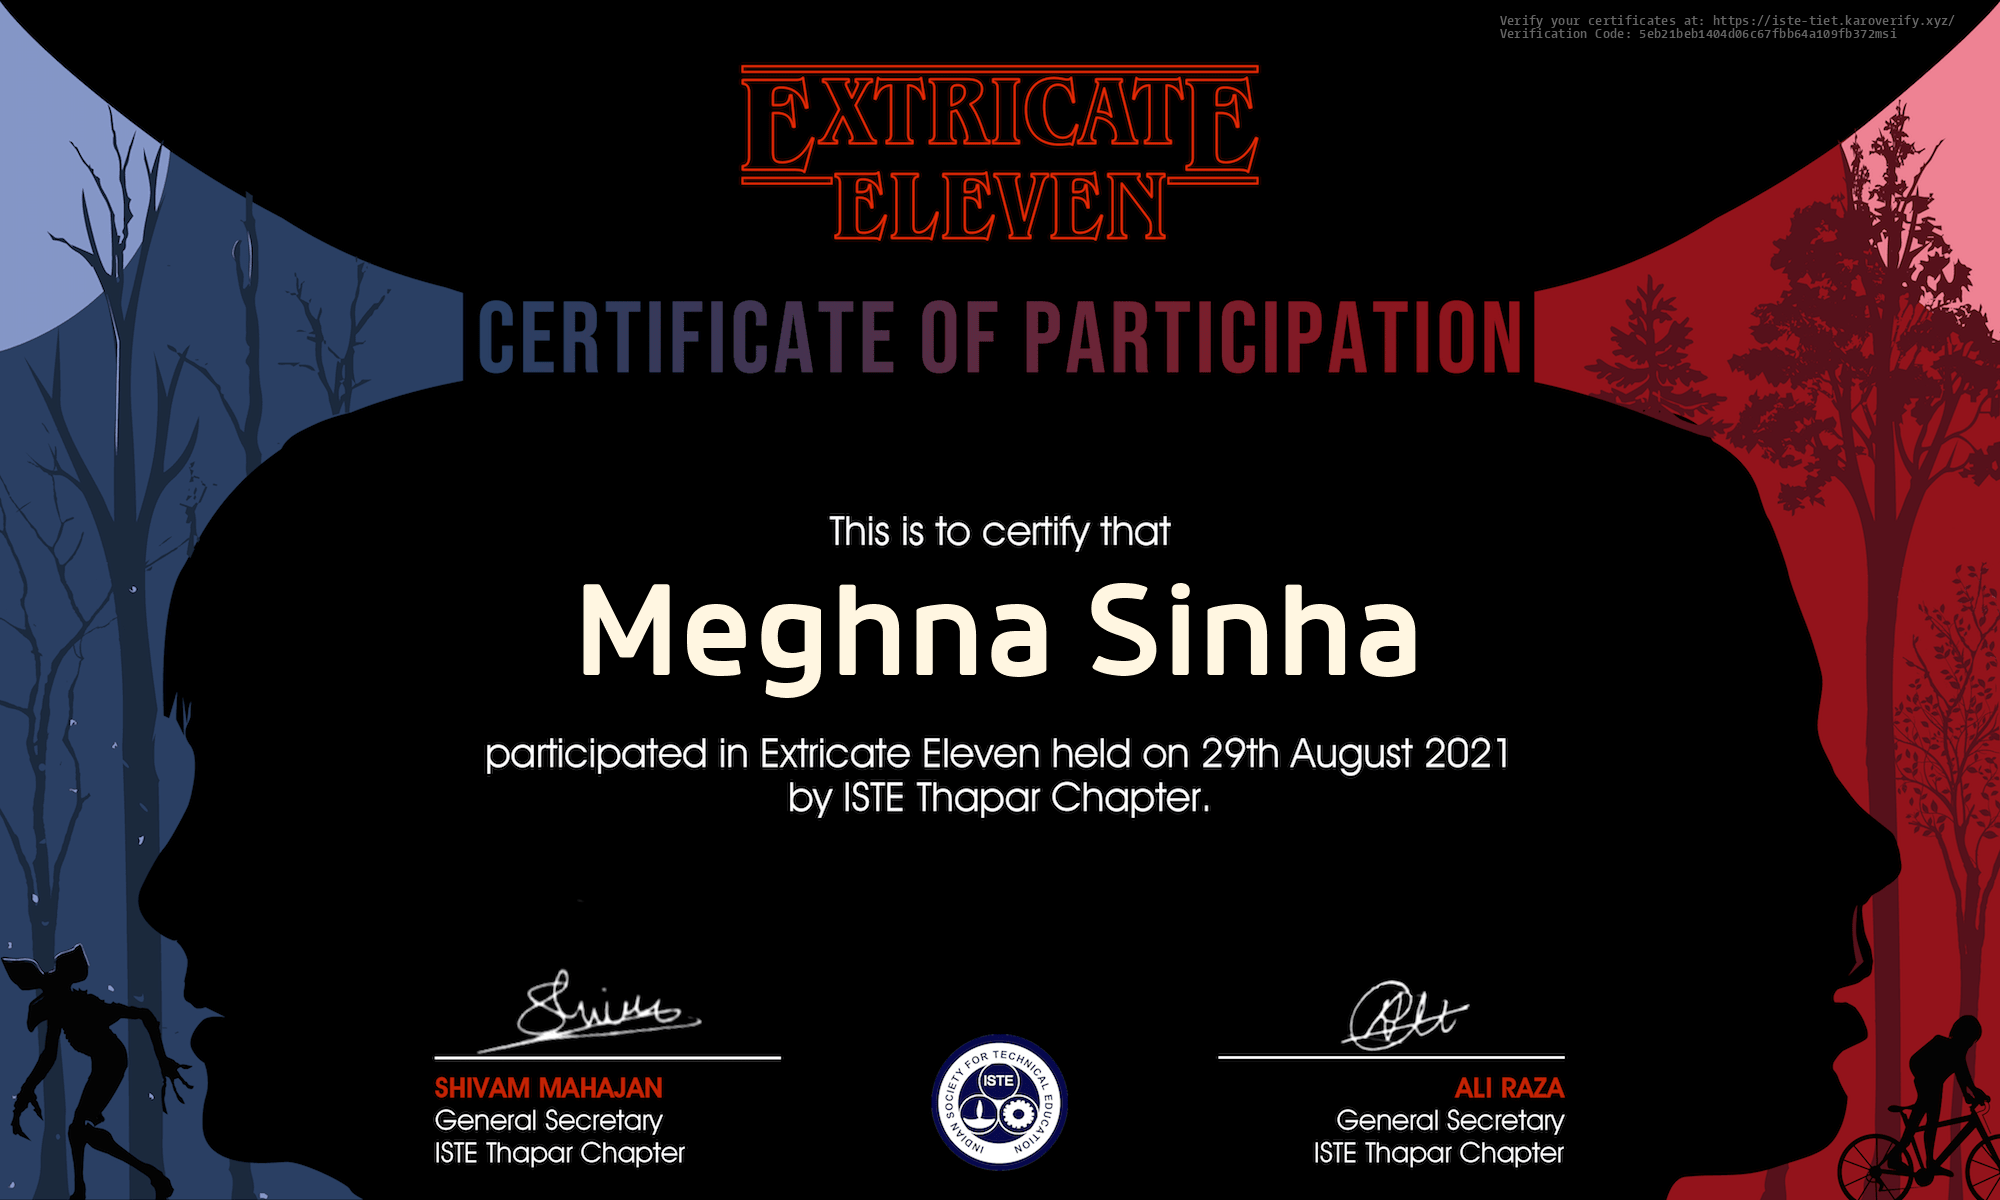 Verify your certificates at: https://iste-tiet.karoverify.xyz/
Verification Code: 5eb21beb1404d06c67fbb64a109fb372msi
EXTRICATE
ELEVEN
CERTIFICATE OF PARTICIPATION
This is to certify that
Meghna Sinha
participated in Extricate Eleven held on 29th August 2021
by ISTE Thapar Chapter.
SHIVAM MAHAJAN
General Secretary
ISTE Thapar Chapter
INDIAN SOCIETY FOR TECHNICAL EDUCATION
ISTE
ALI RAZA
General Secretary
ISTE Thapar Chapter